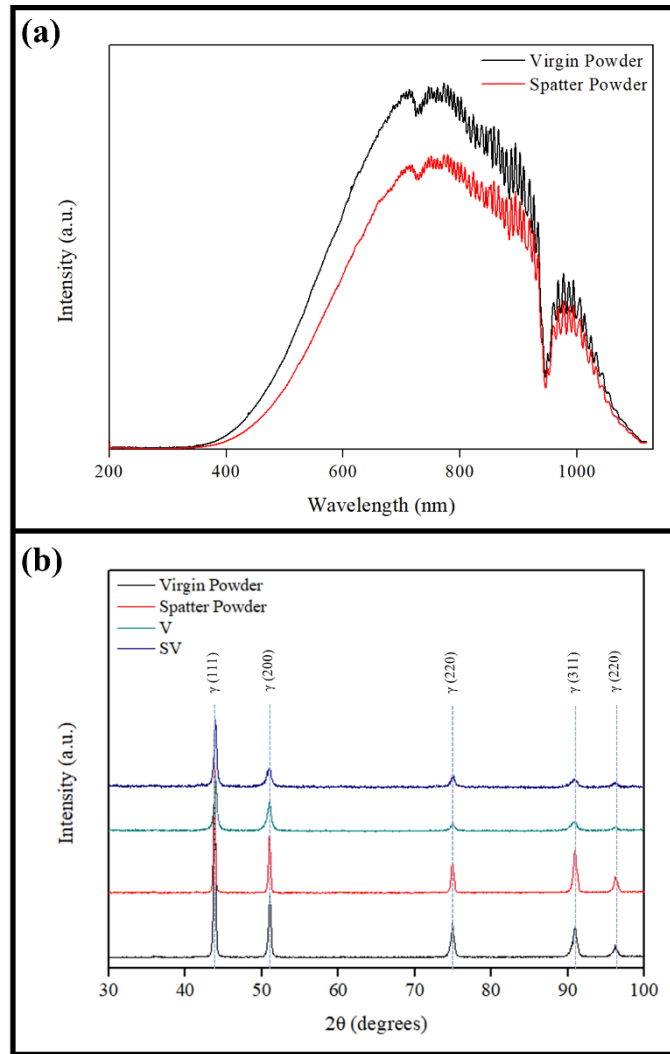 (a)
Virgin Powder
Spatter Powder
Intensity (a.u.)
200 400 600 800 1000
Wavelength (nm)
(b)
Virgin Powder
Spatter Powder
V
SV
γ (111)
γ (200)
γ (220)
γ (311)
γ (220)
Intensity (a.u.)
30 40 50 60 70 80 90 100
2θ (degrees)